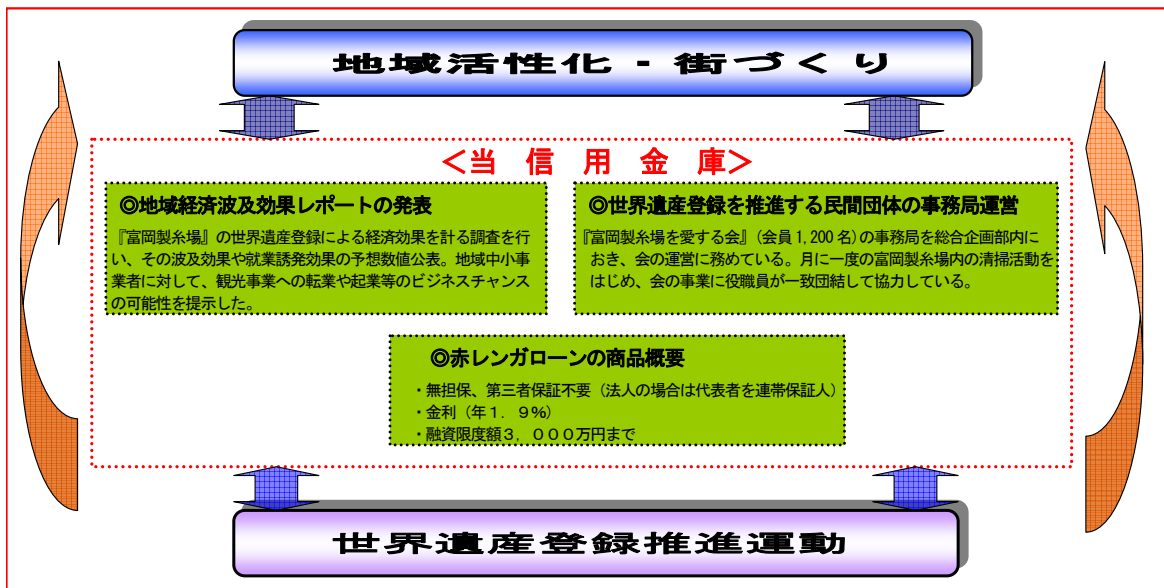 地域活性化・街づくり
＜当 信 用 金 庫＞
◎地域経済波及効果レポートの発表
『富岡製糸場』の世界遺産登録による経済効果を計る調査を行
い、その波及効果や就業誘発効果の予想数値公表。地域中小事
業者に対して、観光事業への転業や起業等のビジネスチャンス
の可能性を提示した。
◎世界遺産登録を推進する民間団体の事務局運営
『富岡製糸場を愛する会』（会員1,200名）の事務局を総合企画部内に
おき、会の運営に務めている。月に一度の富岡製糸場内の清掃活動を
はじめ、会の事業に役職員が一致団結して協力している。
◎赤レンガローンの商品概要
・無担保、第三者保証不要（法人の場合は代表者を連帯保証人）
・金利（年１．９％）
・融資限度額３，０００万円まで
世界遺産登録推進運動